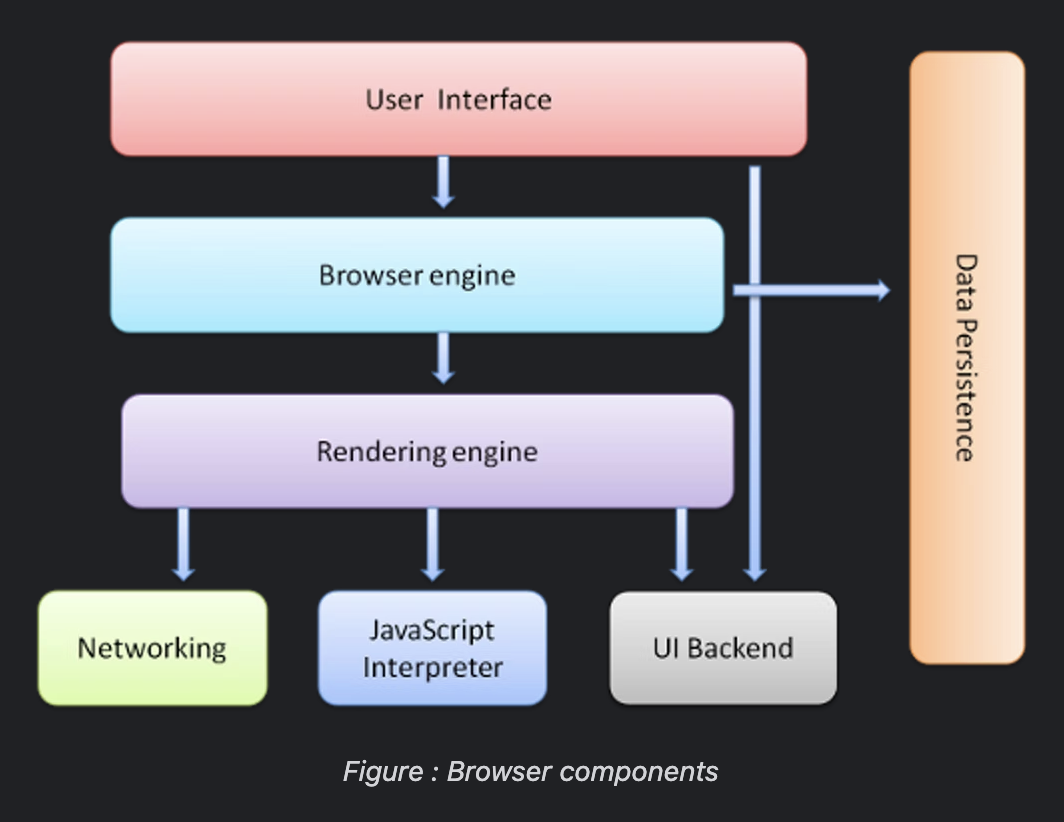 User Interface
Browser engine
Data Persistence
Rendering engine
Networking
JavaScript
Interpreter
UI Backend
Figure : Browser components